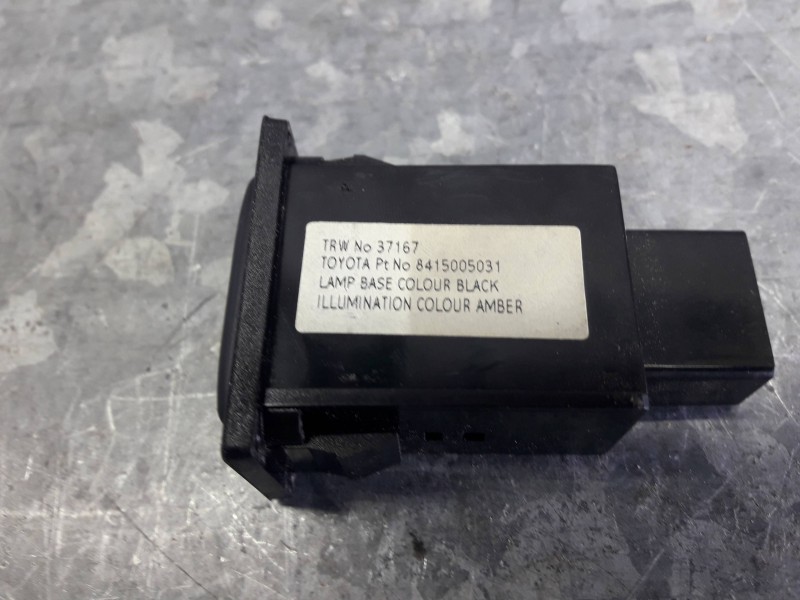 TRW No 37167
TOYOTA Pt No 8415005031
LAMP BASE COLOUR BLACK
ILLUMINATION COLOUR AMBER